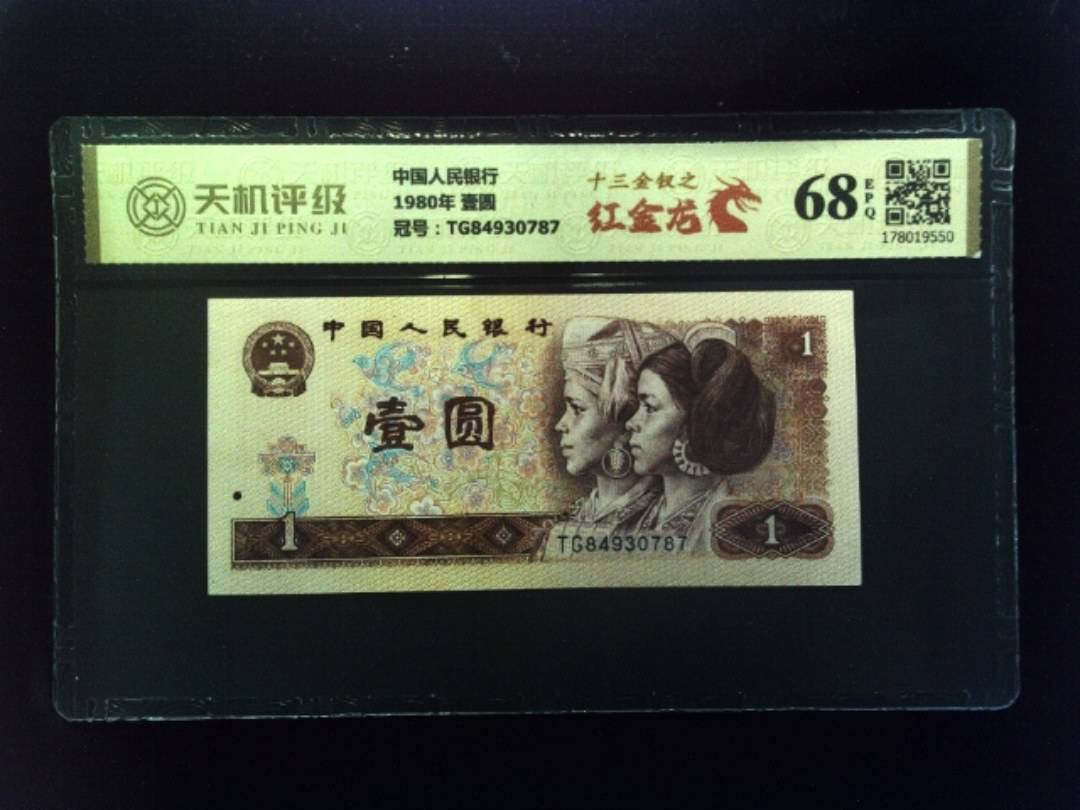 天机评级
TIAN JI PING JI
中国人民银行
1980年 壹圆
冠号：TG84930787
十三金钗之
红金龙
68
EPQ
178019550
中国人民银行
1
壹圆
1
TG84930787
1